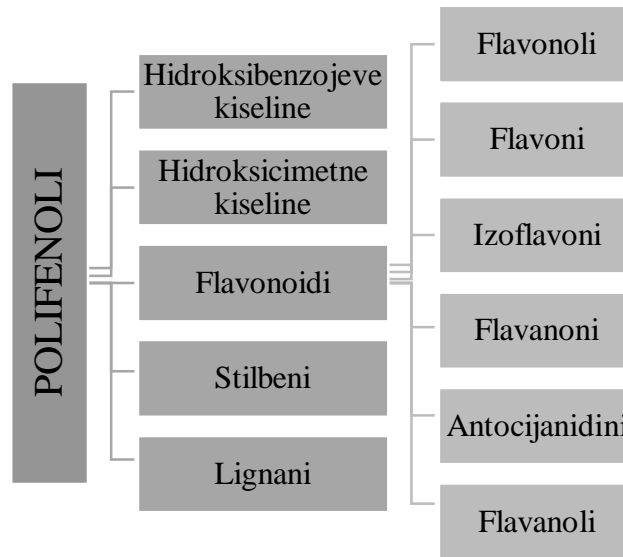 POLIFENOLI
Hidroksibenzojeve
kiseline
Hidroksicimetne
kiseline
Flavonoidi
Stilbeni
Lignani
Flavonoli
Flavoni
Izoflavoni
Flavanoni
Antocijanidini
Flavanoli